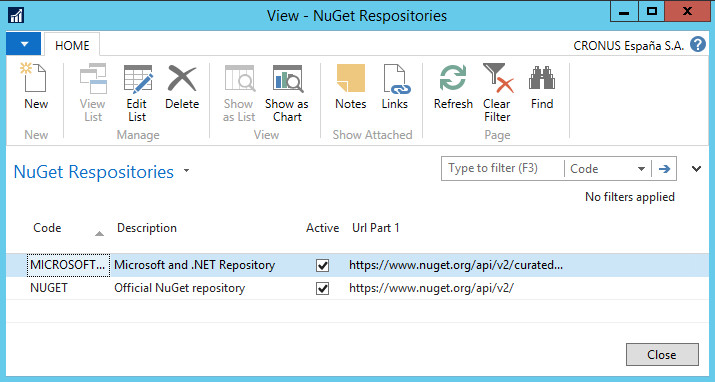 View - NuGet Respositories
HOME
CRONUS España S.A.
New
View List
Edit List
Delete
Show as List
Show as Chart
Notes
Links
Refresh
Clear Filter
Find
New
Manage
View
Show Attached
Page
NuGet Respositories
Type to filter (F3)
Code
No filters applied
Code
Description
Active
Url Part 1
MICROSOFT... Microsoft and .NET Repository https://www.nuget.org/api/v2/curated...
NUGET Official NuGet repository https://www.nuget.org/api/v2/
Close